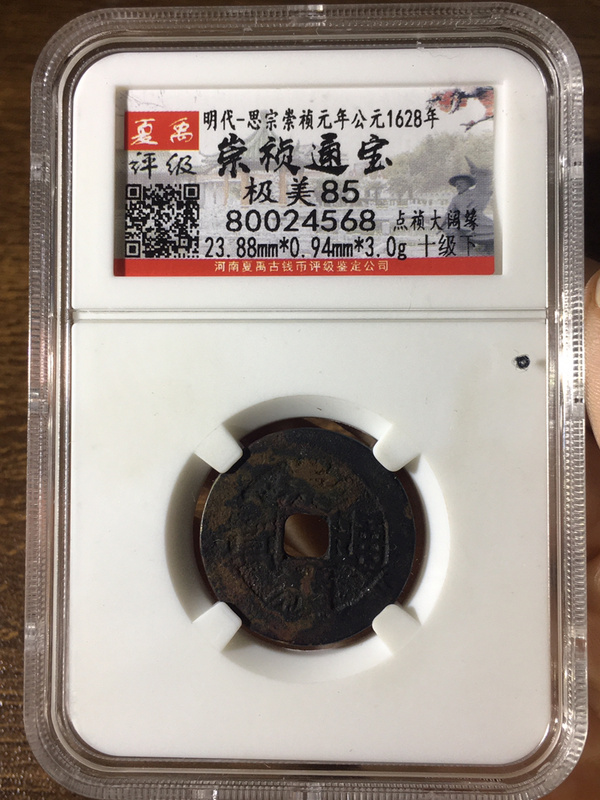 夏禹
评级
明代-思宗崇祯元年公元1628年
崇祯通宝
极美85
80024568 点祯大阔缘
23.88mm*0.94mm*3.0g 十级下
河南夏禹古钱币评级鉴定公司